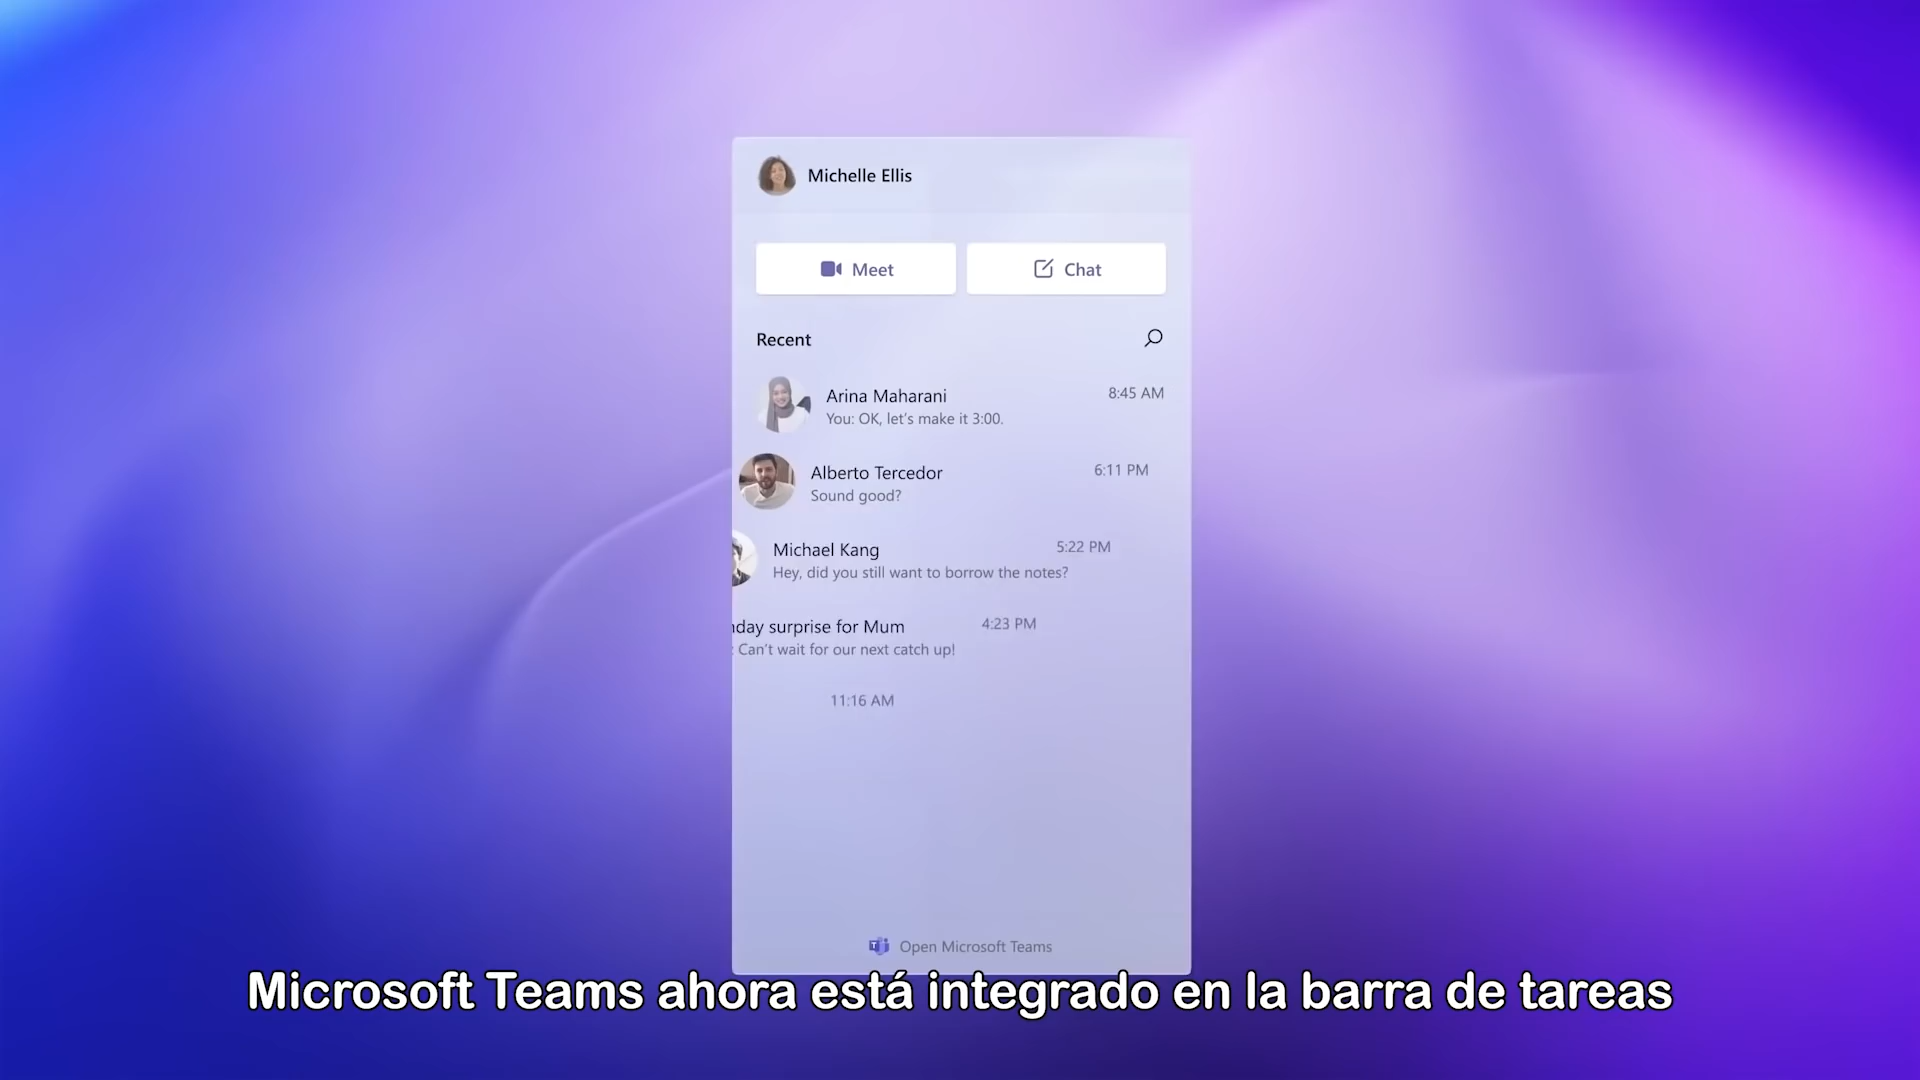 Michelle Ellis
Meet
Chat
Recent
Arina Maharani
8:45 AM
You: OK, let's make it 3:00.
Alberto Tercedor
6:11 PM
Sound good?
Michael Kang
5:22 PM
Hey, did you still want to borrow the notes?
day surprise for Mum
4:23 PM
: Can't wait for our next catch up!
11:16 AM
Open Microsoft Teams
Microsoft Teams ahora está integrado en la barra de tareas